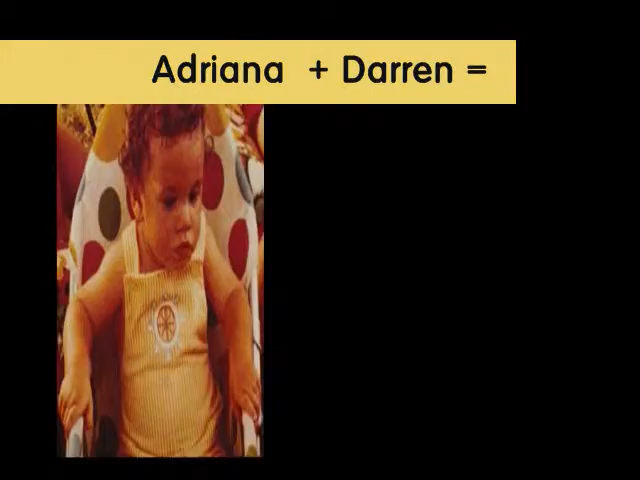 Adriana + Darren =